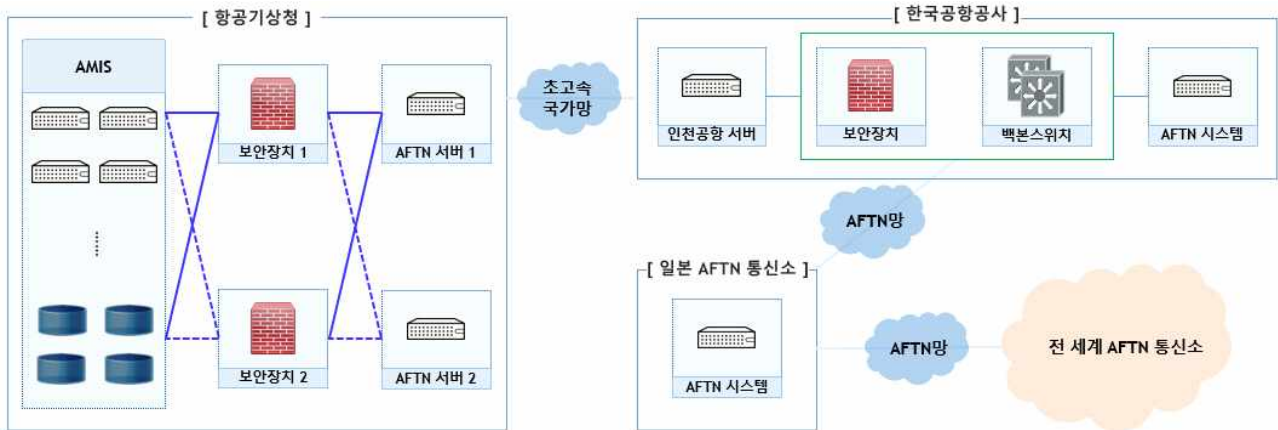 [ 항공기상청 ]
AMIS
보안장치 1
AFTN 서버 1
보안장치 2
AFTN 서버 2
초고속
국가망
[ 한국공항공사 ]
인천공항 서버
보안장치
백본스위치
AFTN 시스템
AFTN망
[ 일본 AFTN 통신소 ]
AFTN 시스템
AFTN망
전 세계 AFTN 통신소